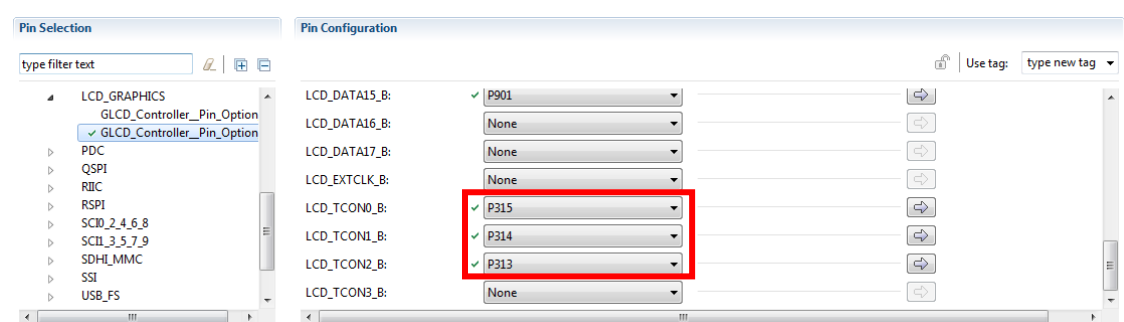 Pin Selection
Pin Configuration
type filter text
Use tag: type new tag
LCD_GRAPHICS
GLCD_Controller__Pin_Option
GLCD_Controller__Pin_Option
PDC
QSPI
RIIC
RSPI
SCI0_2_4_6_8
SCI1_3_5_7_9
SDHI_MMC
SSI
USB_FS
LCD_DATA15_B: P901
LCD_DATA16_B: None
LCD_DATA17_B: None
LCD_EXTCLK_B: None
LCD_TCON0_B: P315
LCD_TCON1_B: P314
LCD_TCON2_B: P313
LCD_TCON3_B: None